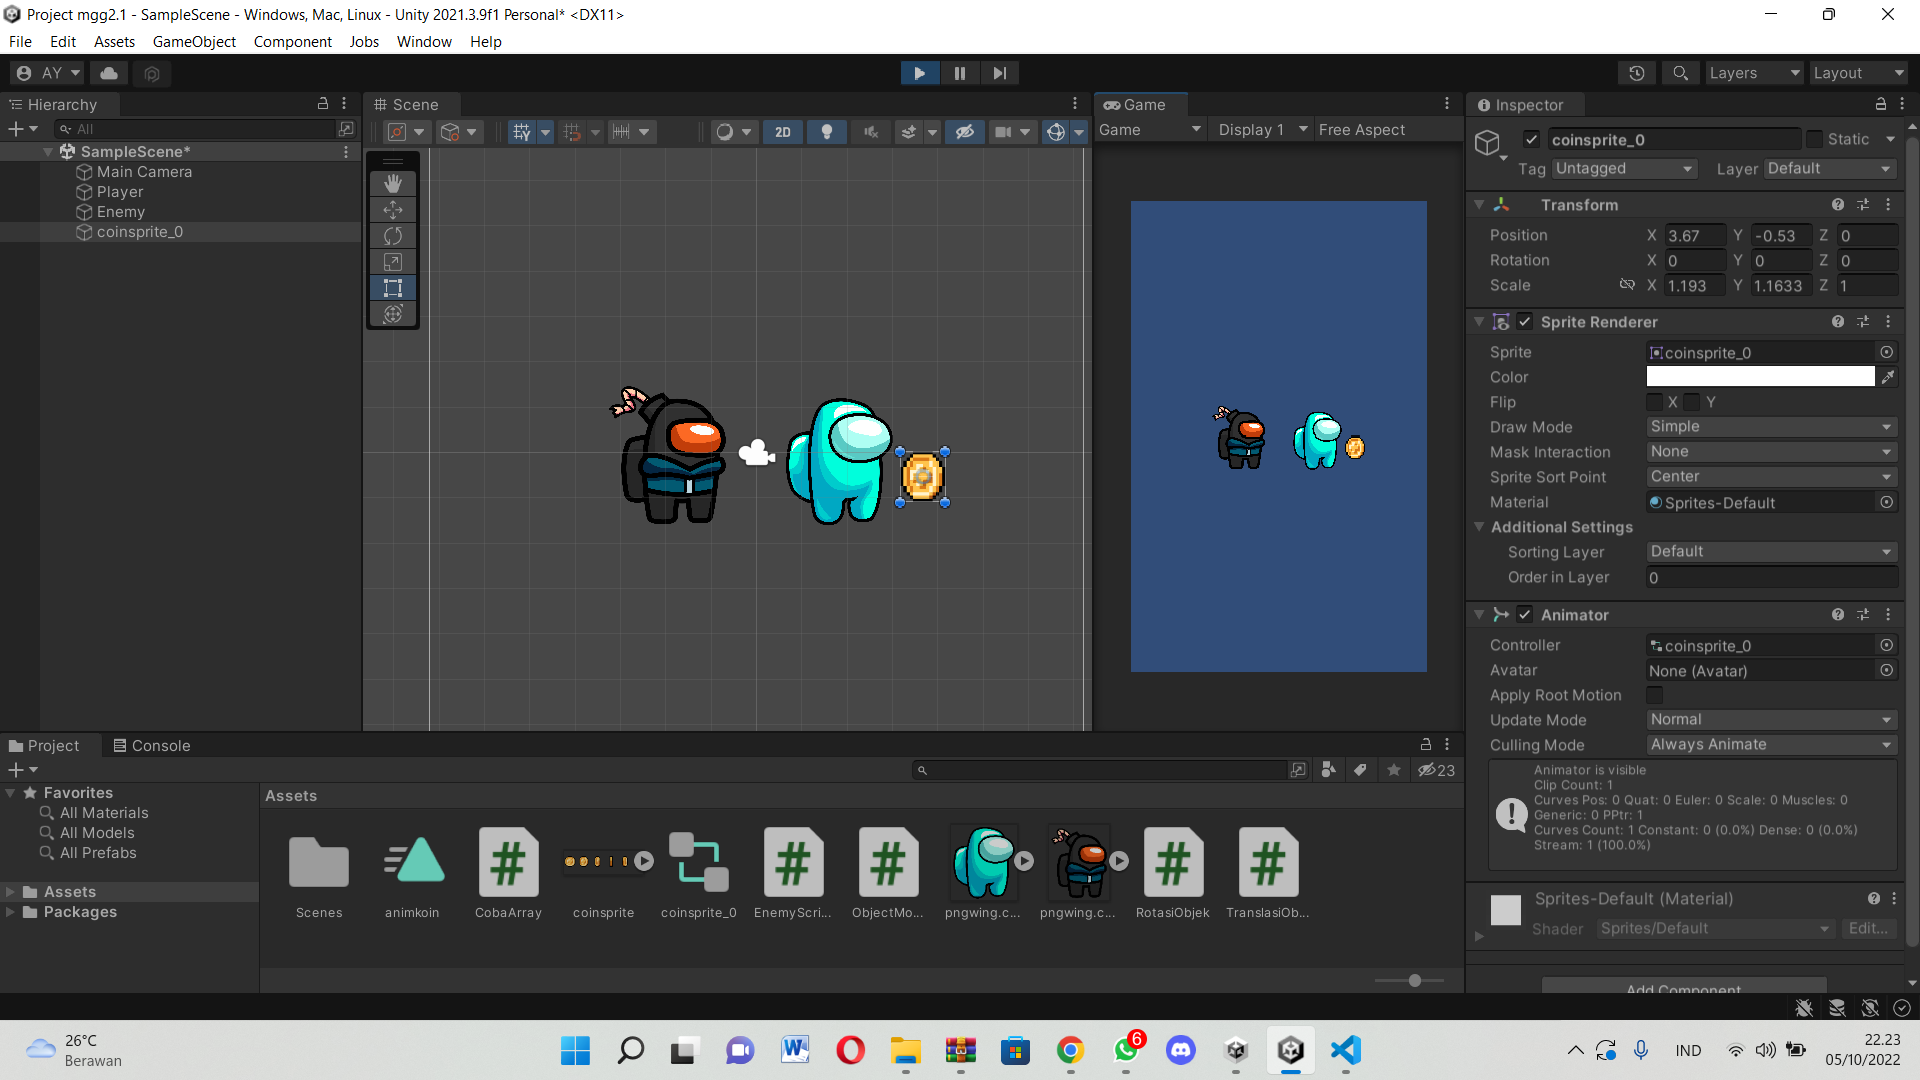 Project mgg2.1 - SampleScene - Windows, Mac, Linux - Unity 2021.3.9f1 Personal* <DX11>
File Edit Assets GameObject Component Jobs Window Help
AY
Layers
Layout
Hierarchy
All
SampleScene*
Main Camera
Player
Enemy
coinsprite_0
Scene
2D
Game
Game
Display 1
Free Aspect
Inspector
coinsprite_0
Static
Tag Untagged
Layer Default
Transform
Position X 3.67 Y -0.53 Z 0
Rotation X 0 Y 0 Z 0
Scale X 1.193 Y 1.1633 Z 1
Sprite Renderer
Sprite coinsprite_0
Color
Flip X Y
Draw Mode Simple
Mask Interaction None
Sprite Sort Point Center
Material Sprites-Default
Additional Settings
Sorting Layer Default
Order in Layer 0
Animator
Controller coinsprite_0
Avatar None (Avatar)
Apply Root Motion
Update Mode Normal
Culling Mode Always Animate
Animator is visible
Clip Count: 1
Curves Pos: 0 Quat: 0 Euler: 0 Scale: 0 Muscles: 0
Generic: 0 PPtr: 1
Curves Count: 1 Constant: 0 (0.0%) Dense: 0 (0.0%)
Stream: 1 (100.0%)
Sprites-Default (Material)
Shader Sprites/Default Edit...
Add Component
Project
Console
23
Favorites
All Materials
All Models
All Prefabs
Assets
Packages
Assets
Scenes
animkoin
CobaArray
coinsprite
coinsprite_0
EnemyScri...
ObjectMo...
pngwing.c...
pngwing.c...
RotasiObjek
TranslasiOb...
26°C
Berawan
6
IND
22.23
05/10/2022